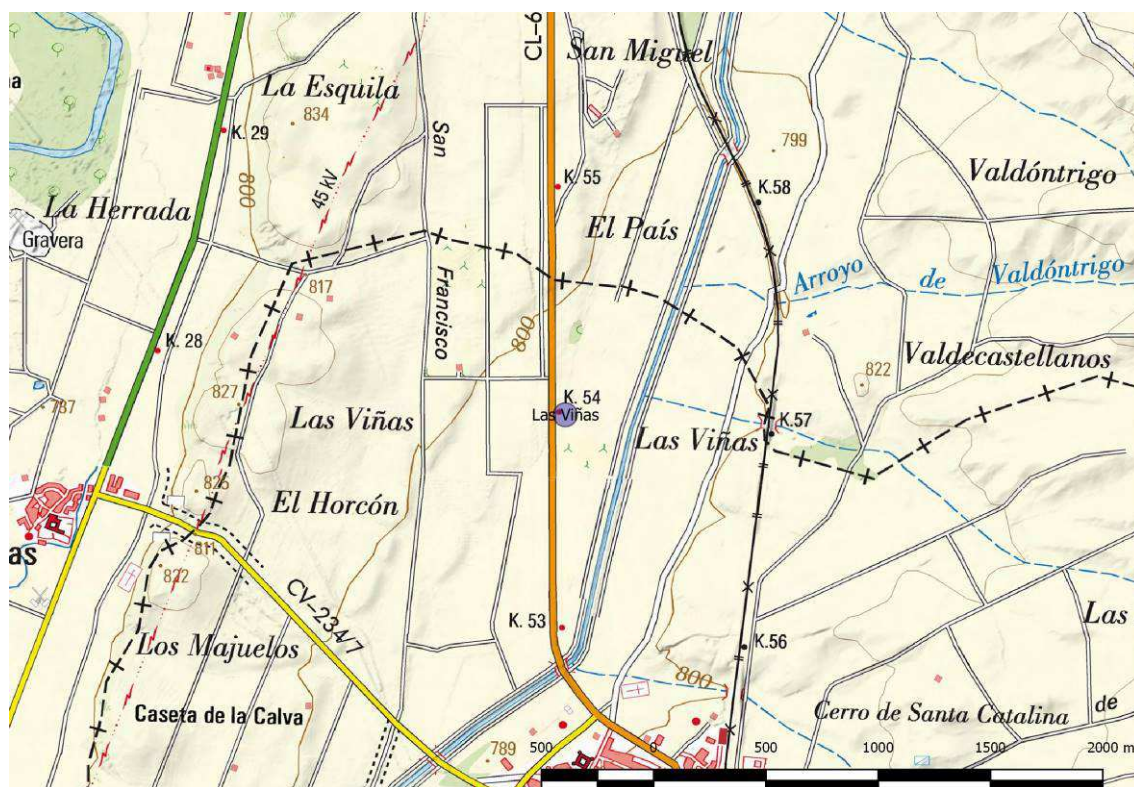 San Miguel
CL-6
La Esquila
834
K. 29
San
799
45 kV
K. 55
K.58
Valdóntrigo
800
La Herrada
El País
Gravera
Arroyo
de
Valdóntrigo
817
Francisco
800
K. 28
Valdecastellanos
822
827
787
K. 54
Las Viñas
Las Viñas
Las Viñas
K.57
825
El Horcón
as
811
822
CV-234/7
K. 53
Las
Los Majuelos
K.56
800
Caseta de la Calva
Cerro de Santa Catalina
de
789
500
0
500
1000
1500
2000 m